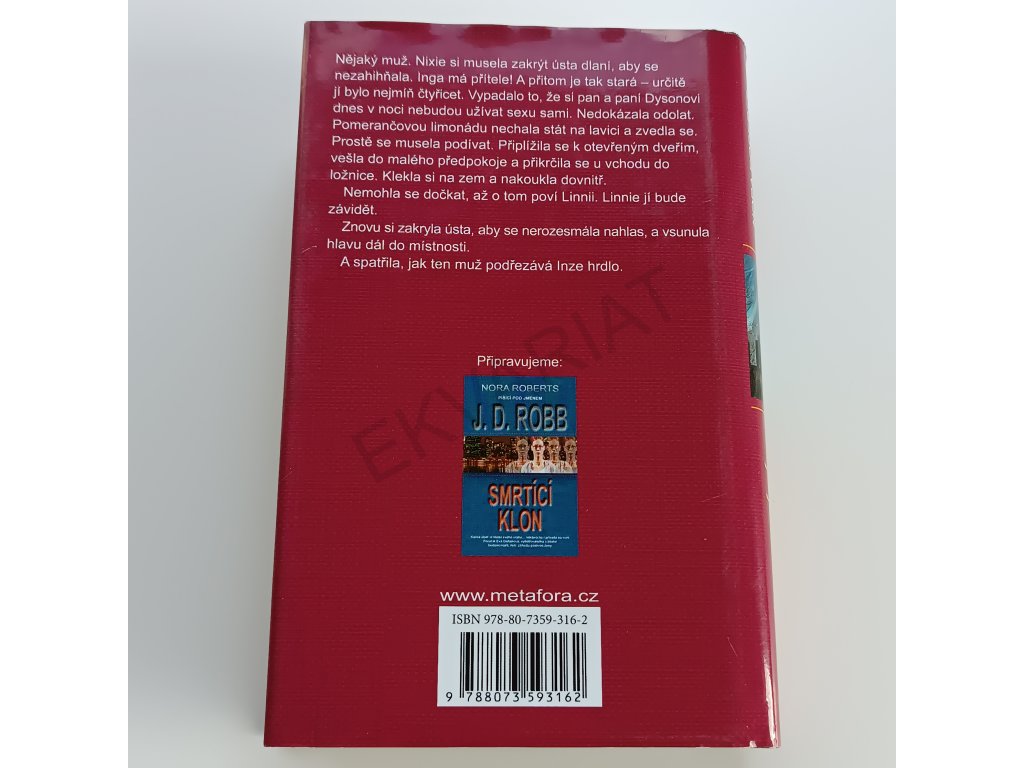 Nějaký muž. Nixie si musela zakrýt ústa dlaní, aby se
nezahihňala. Inga má přítele! A přitom je tak stará – určitě
jí bylo nejmíň čtyřicet. Vypadalo to, že si pan a paní Dysonovi
dnes v noci nebudou užívat sexu sami. Nedokázala odolat.
Pomerančovou limonádu nechala stát na lavici a zvedla se.
Prostě se musela podívat. Připlížila se k otevřeným dveřím,
vešla do malého předpokoje a přikrčila se u vchodu do
ložnice. Klekla si na zem a nakoukla dovnitř.
Nemohla se dočkat, až o tom poví Linnii. Linnie jí bude
závidět.
Znovu si zakryla ústa, aby se nerozesmála nahlas, a vsunula
hlavu dál do místnosti.
A spatřila, jak ten muž podřezává Inze hrdlo.
EKVARIAT
Připravujeme:
NORA ROBERTS
PÍŠÍCÍ POD JMÉNEM
J. D. ROBB
SMRTÍCÍ
KLON
www.metafora.cz
ISBN 978-80-7359-316-2
9 788073 593162